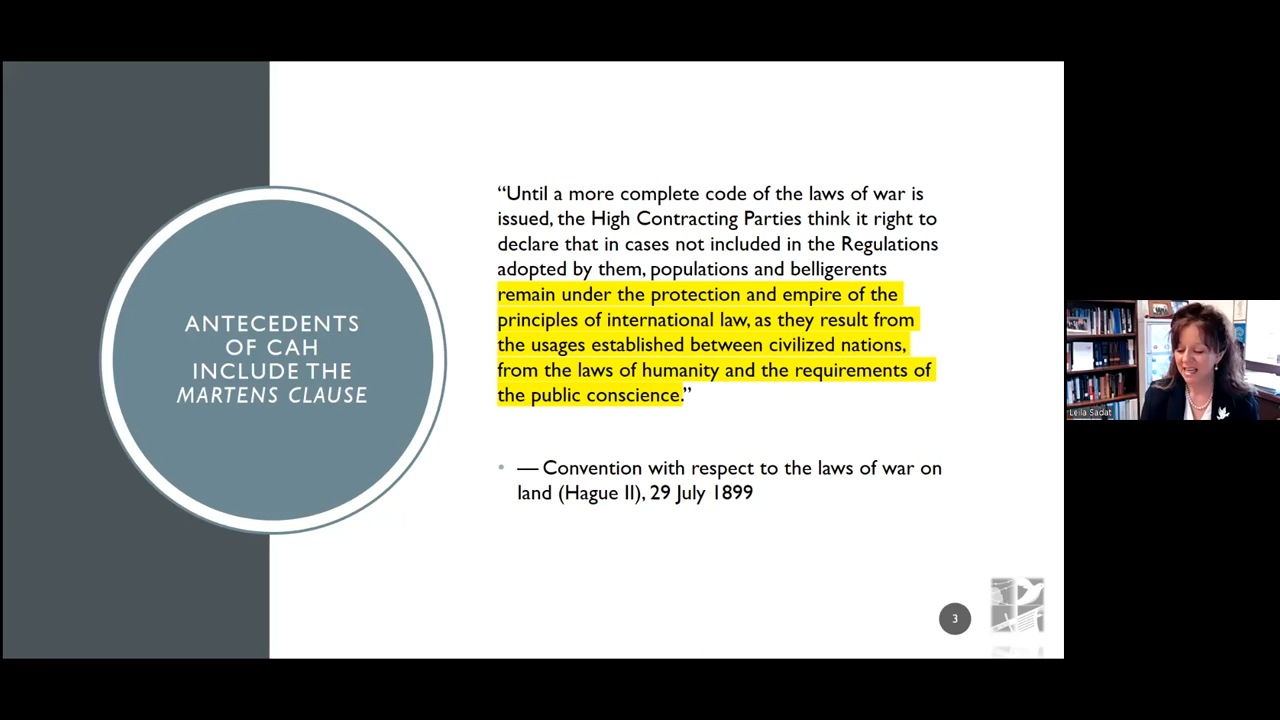 ANTECEDENTS
OF CAH
INCLUDE THE
MARTENS CLAUSE
“Until a more complete code of the laws of war is
issued, the High Contracting Parties think it right to
declare that in cases not included in the Regulations
adopted by them, populations and belligerents
remain under the protection and empire of the
principles of international law, as they result from
the usages established between civilized nations,
from the laws of humanity and the requirements of
the public conscience.”
• — Convention with respect to the laws of war on
land (Hague II), 29 July 1899
3
Leila Sadat